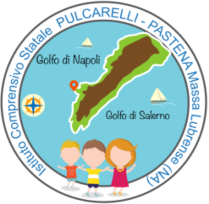 Istituto Comprensivo Statale PULCARELLI - PASTENA Massa Lubrense (NA)
Golfo di Napoli
Golfo di Salerno